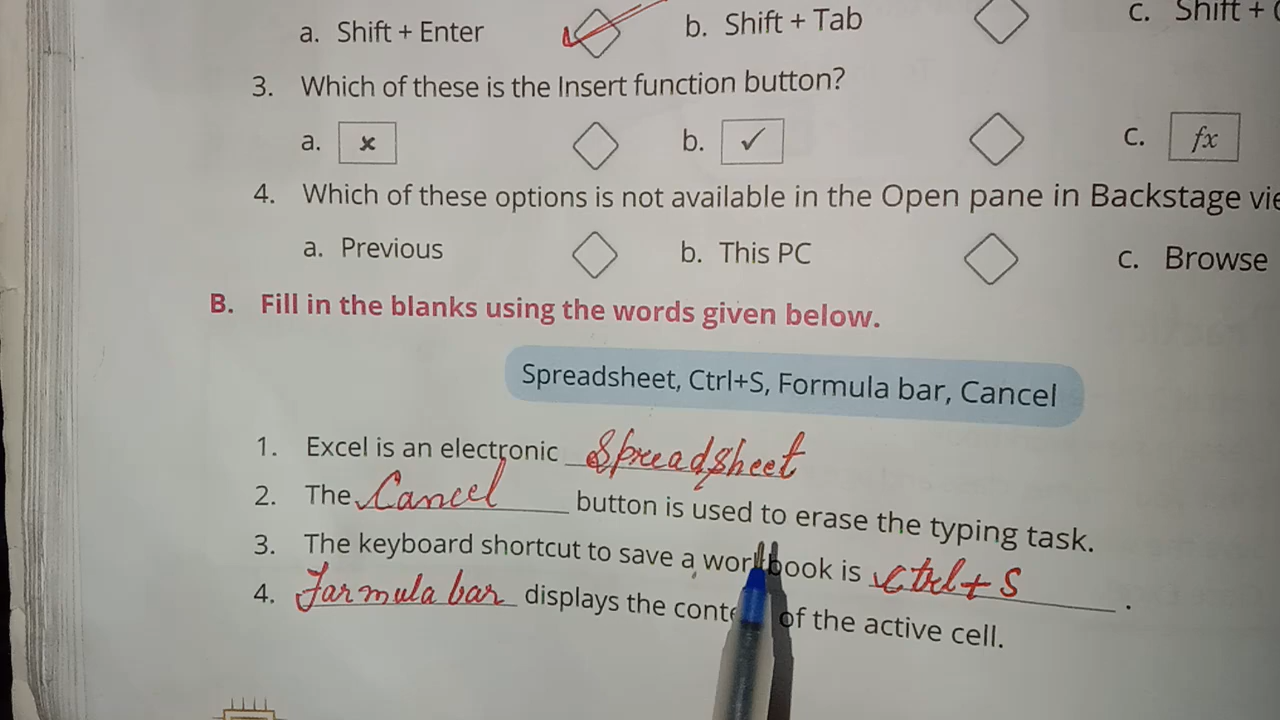 a. Shift + Enter b. Shift + Tab c. Shift +
3. Which of these is the Insert function button?
a. × b. ✓ c. fx
4. Which of these options is not available in the Open pane in Backstage
a. Previous b. This PC c. Browse
B. Fill in the blanks using the words given below.
Spreadsheet, Ctrl+S, Formula bar, Cancel
1. Excel is an electronic Spreadsheet
2. The Cancel button is used to erase the typing task.
3. The keyboard shortcut to save a workbook is Ctrl+S.
4. Formula bar displays the of the active cell.